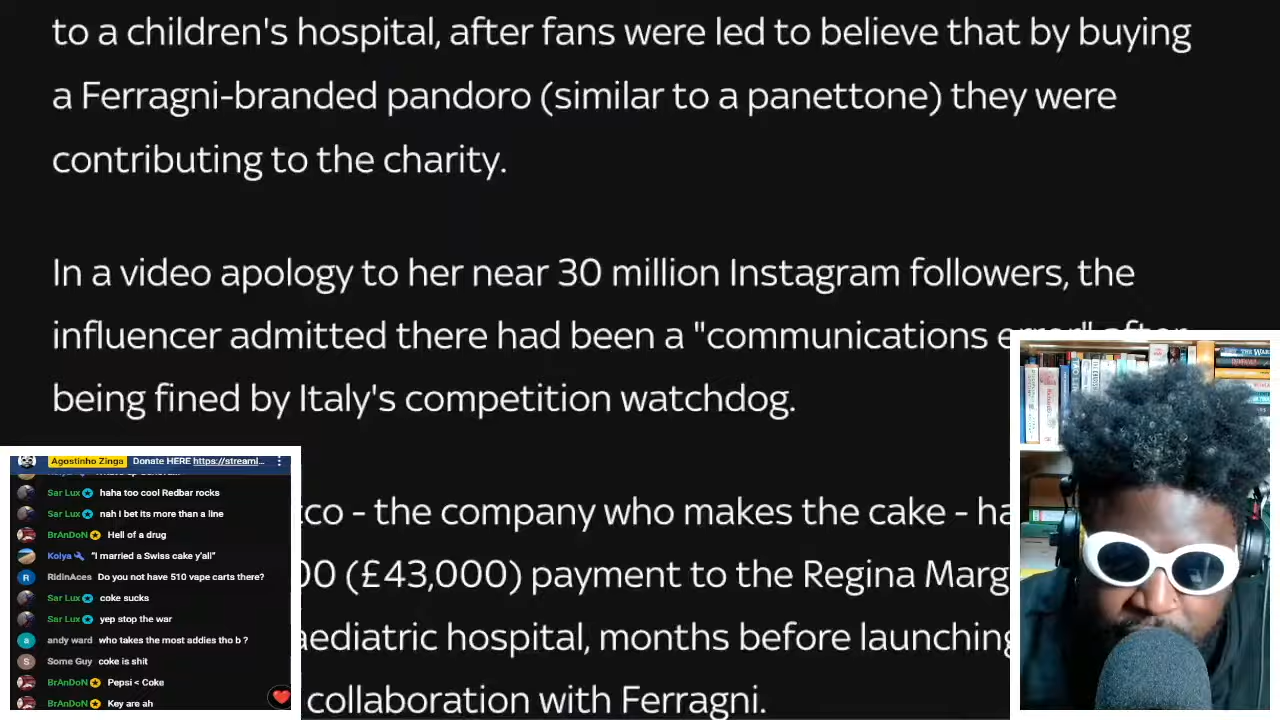 to a children's hospital, after fans were led to believe that by buying
a Ferragni-branded pandoro (similar to a panettone) they were
contributing to the charity.
In a video apology to her near 30 million Instagram followers, the
influencer admitted there had been a "communications error" after
being fined by Italy's competition watchdog.
cco - the company who makes the cake - ha
00 (£43,000) payment to the Regina Marg
aediatric hospital, months before launching
collaboration with Ferragni.
Agostinho Zinga Donate HERE https://streaml...
Sar Lux haha too cool Redbar rocks
Sar Lux nah I bet its more than a line
BrAnDoN Hell of a drug
Kolya "I married a Swiss cake y'all"
R RidinAces Do you not have 510 vape carts there?
Sar Lux coke sucks
Sar Lux yep stop the war
a andy ward who takes the most addies tho b ?
S Some Guy coke is shit
BrAnDoN Pepsi < Coke
BrAnDoN Key are ah